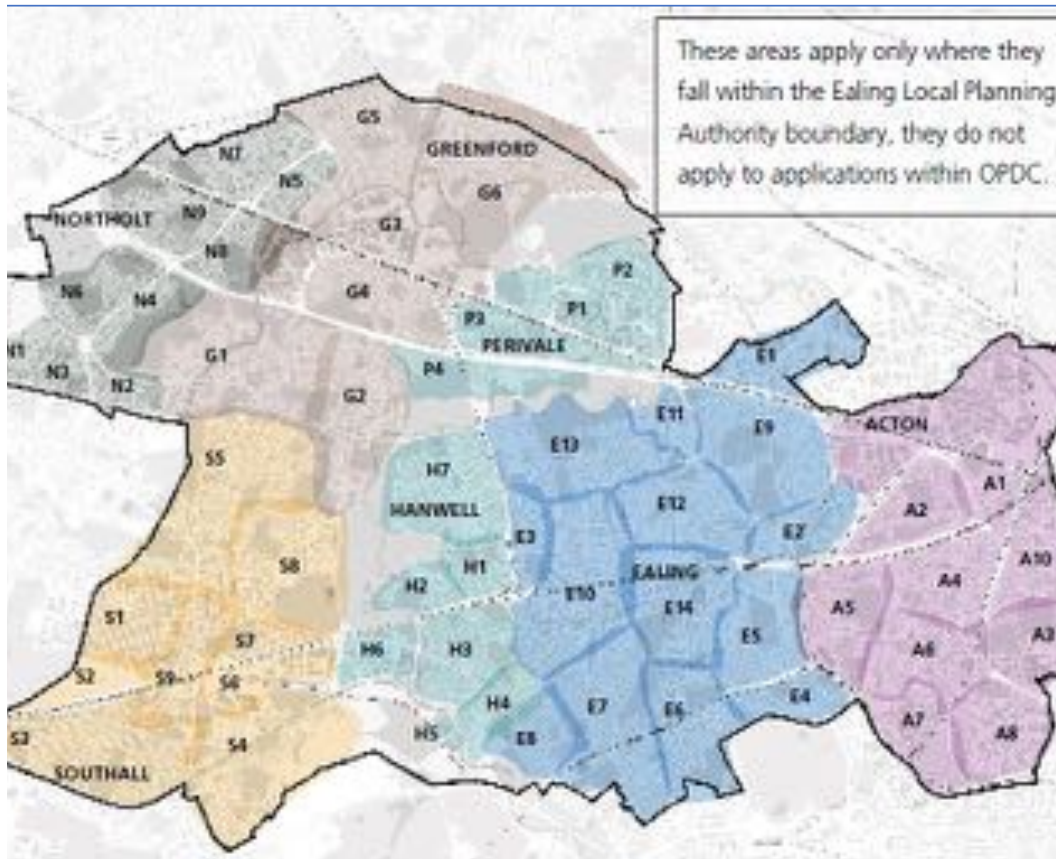 These areas apply only where they
fall within the Ealing Local Planning
Authority boundary, they do not
apply to applications within OPDC.
G5
GREENFORD
N7
N5
G6
N9
NORTHOLT
G3
N8
P2
N6
N4
G4
P1
P3
PERIVALE
N3
N2
G1
P4
E1
G2
E11
E9
ACTON
E13
S5
H7
A1
HANWELL
E12
A2
E3
E2
S8
H1
A10
EALING
H2
A4
E10
S1
E14
A5
E5
S7
A3
H6
H3
A6
S2
S9
S6
H4
E7
E6
E4
S3
S4
H5
E8
A7
A8
SOUTHALL